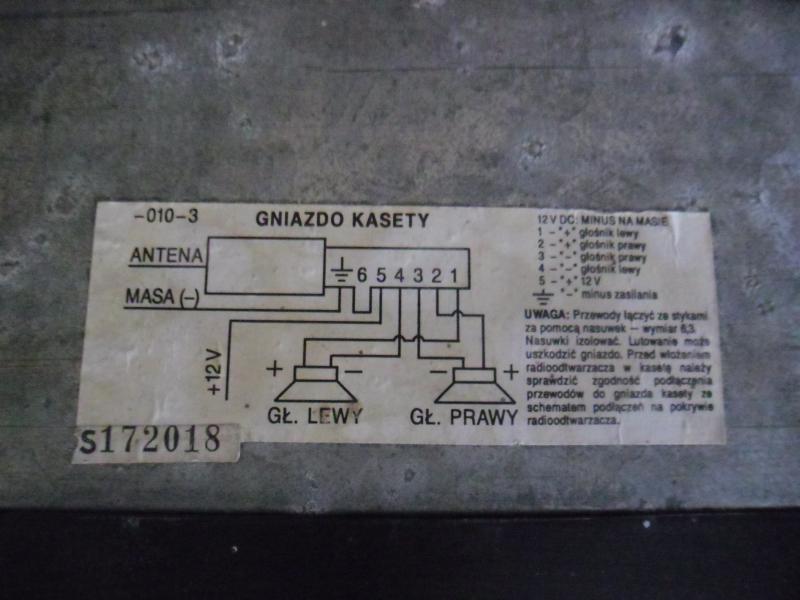 -010-3
GNIAZDO KASETY
ANTENA
MASA (-)
6 5 4 3 2 1
+12V
+ -
- +
GŁ. LEWY
GŁ. PRAWY
S172018
12 V DC: MINUS NA MASIE
1 - "+" głośnik lewy
2 - "+" głośnik prawy
3 - "-" głośnik prawy
4 - "-" głośnik lewy
5 - "+" 12 V
"-" minus zasilania
UWAGA: Przewody łączyć ze stykami
za pomocą nasuwek — wymiar 6,3.
Nasuwki izolować. Lutowanie może
uszkodzić gniazdo. Przed włożeniem
radioodtwarzacza w kasetę należy
sprawdzić zgodność podłączenia
przewodów do gniazda kasety ze
schematem podłączeń na pokrywie
radioodtwarzacza.